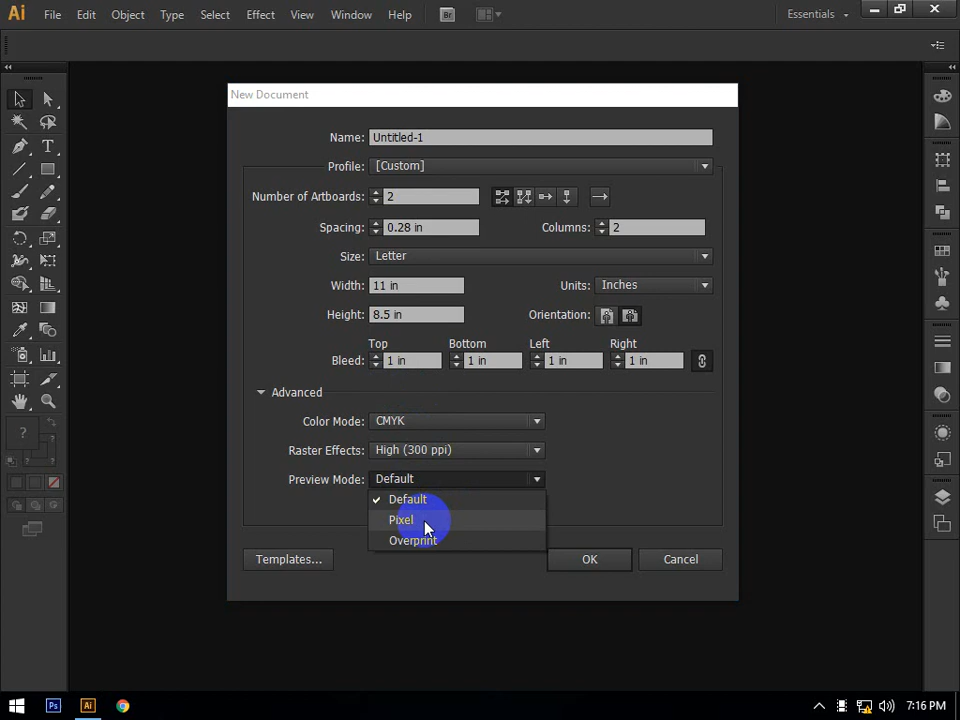 Ai File Edit Object Type Select Effect View Window Help Br Essentials
New Document
Name: Untitled-1
Profile: [Custom]
Number of Artboards: 2
Spacing: 0.28 in Columns: 2
Size: Letter
Width: 11 in Units: Inches
Height: 8.5 in Orientation:
Top Bottom Left Right
Bleed: 1 in 1 in 1 in 1 in
Advanced
Color Mode: CMYK
Raster Effects: High (300 ppi)
Preview Mode: Default
Default
Pixel
Overprint
Templates... OK Cancel
T
?
Ps Ai 7:16 PM